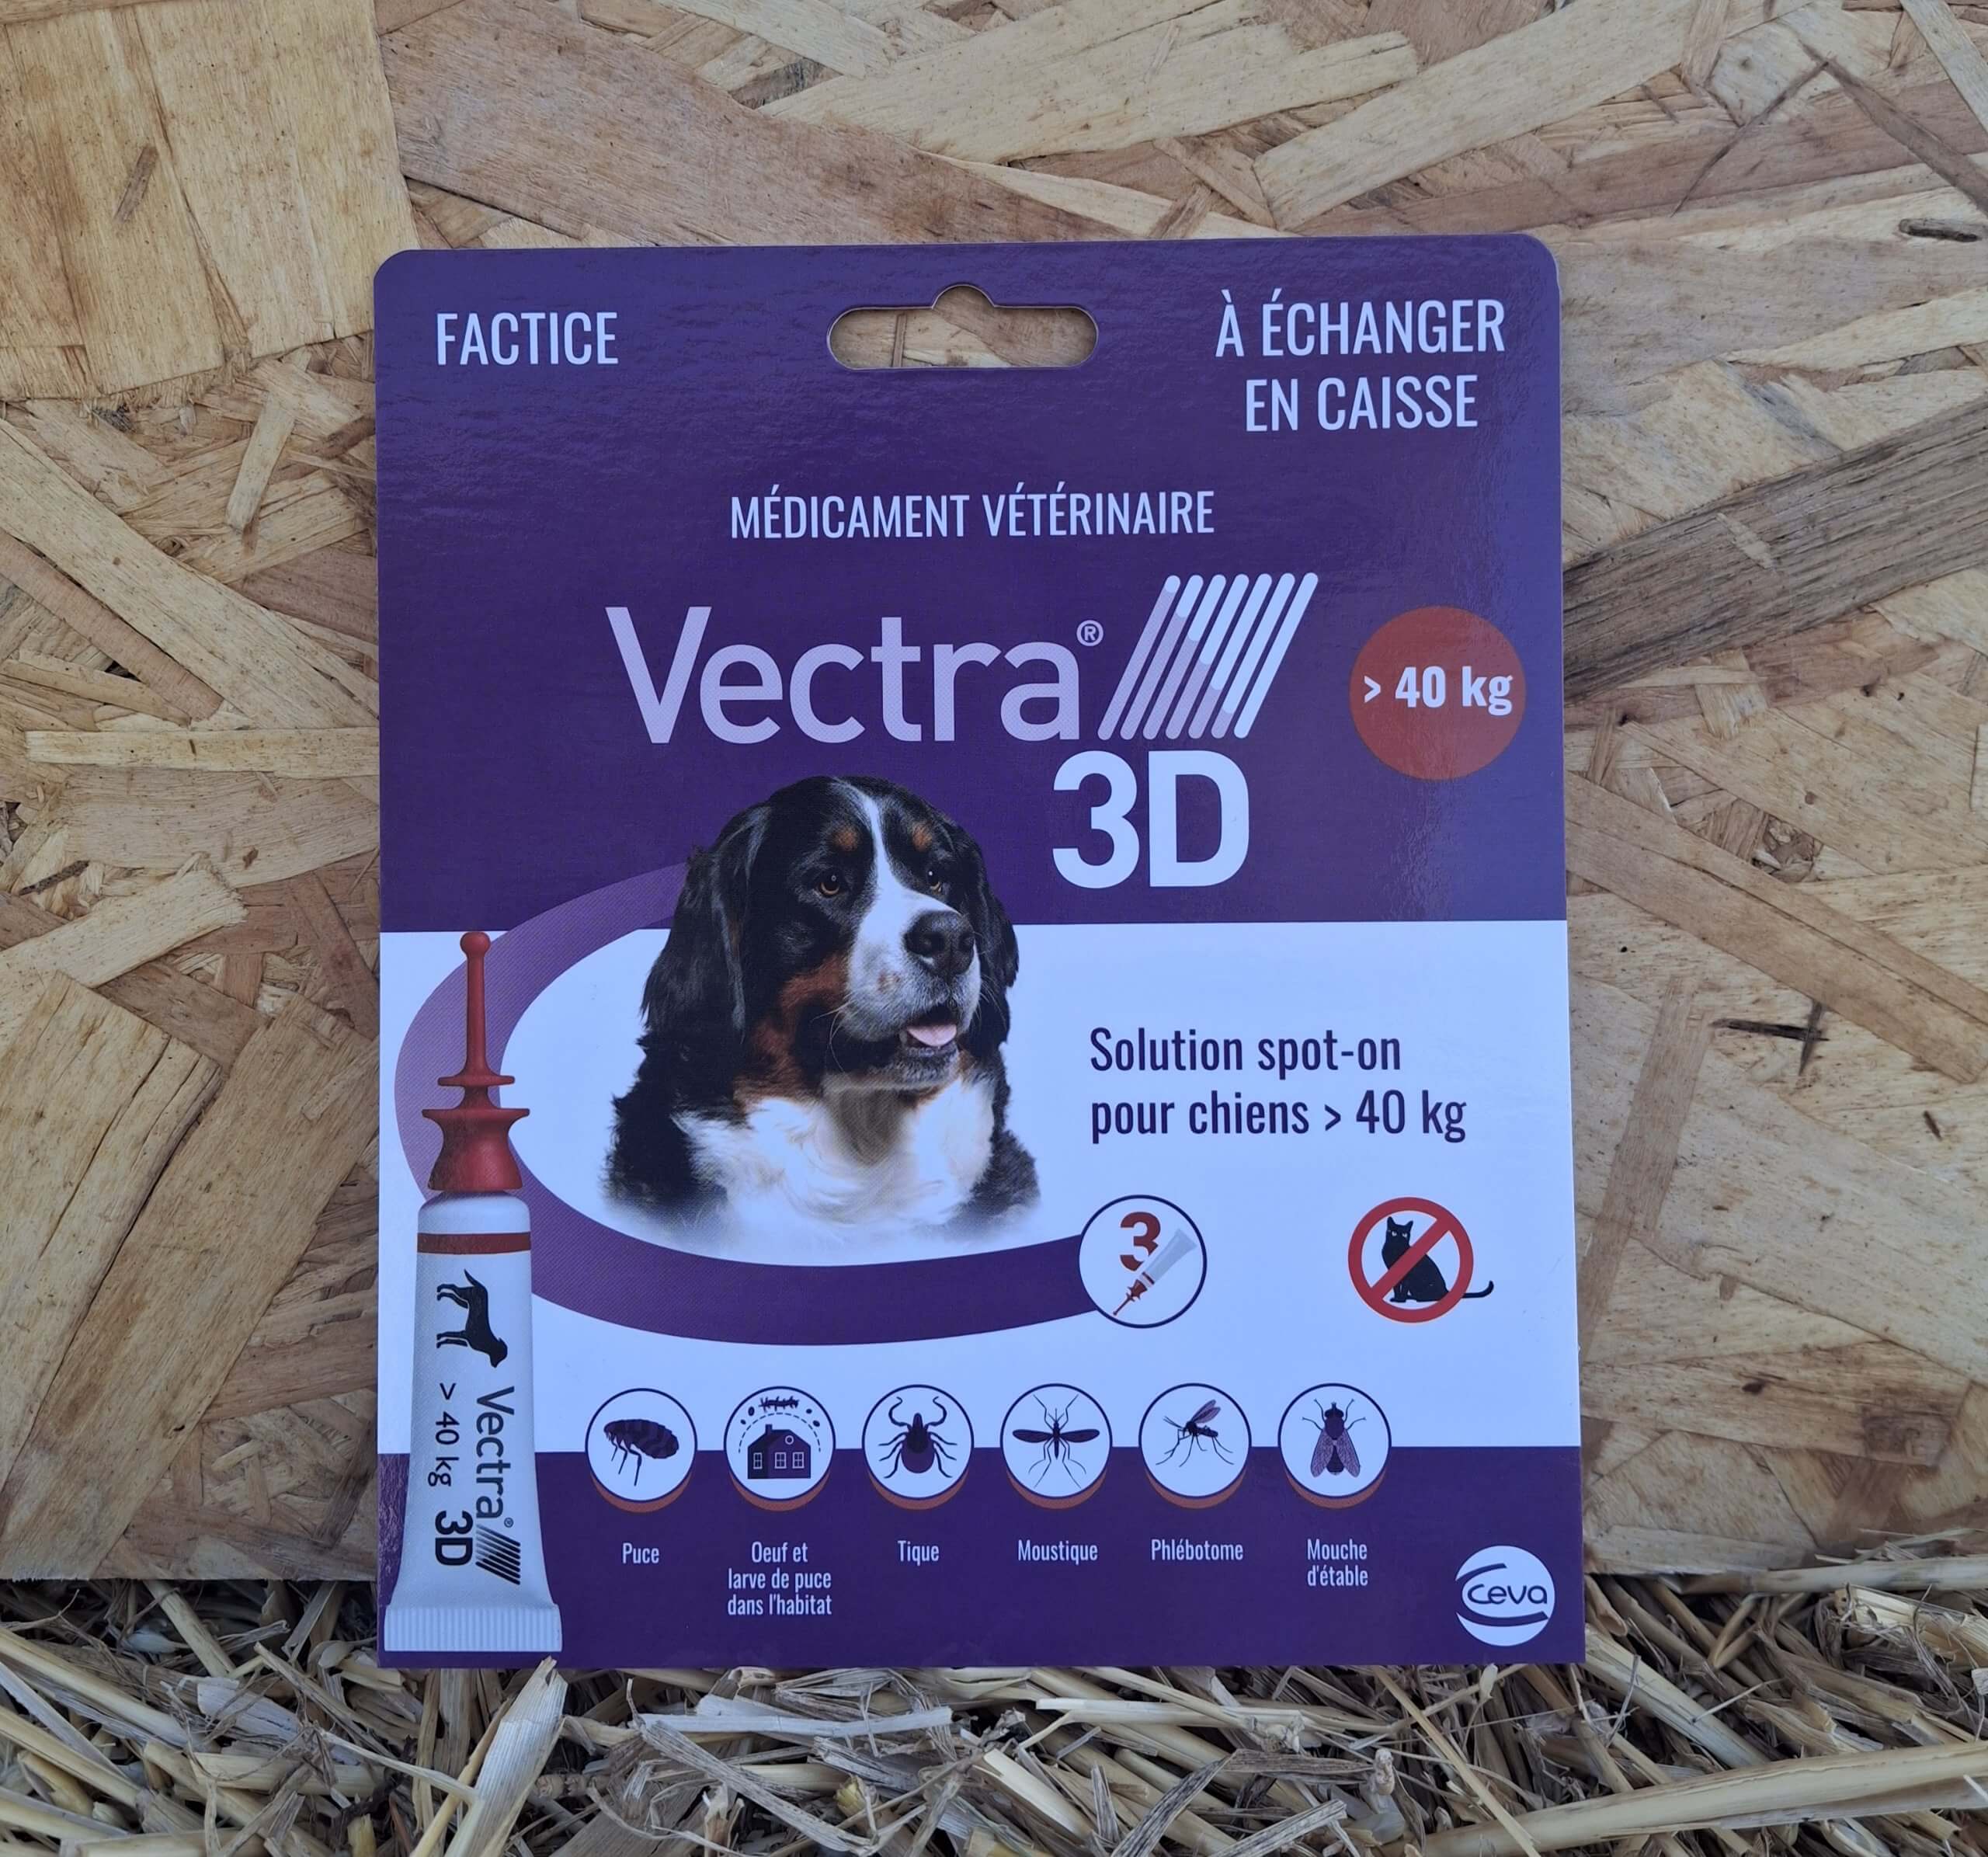 FACTICE
À ÉCHANGER
EN CAISSE
MÉDICAMENT VÉTÉRINAIRE
Vectra®
3D
> 40 kg
Solution spot-on
pour chiens > 40 kg
3
Vectra®
3D
> 40 kg
Puce
Oeuf et
larve de puce
dans l'habitat
Tique
Moustique
Phlébotome
Mouche
d'étable
Ceva